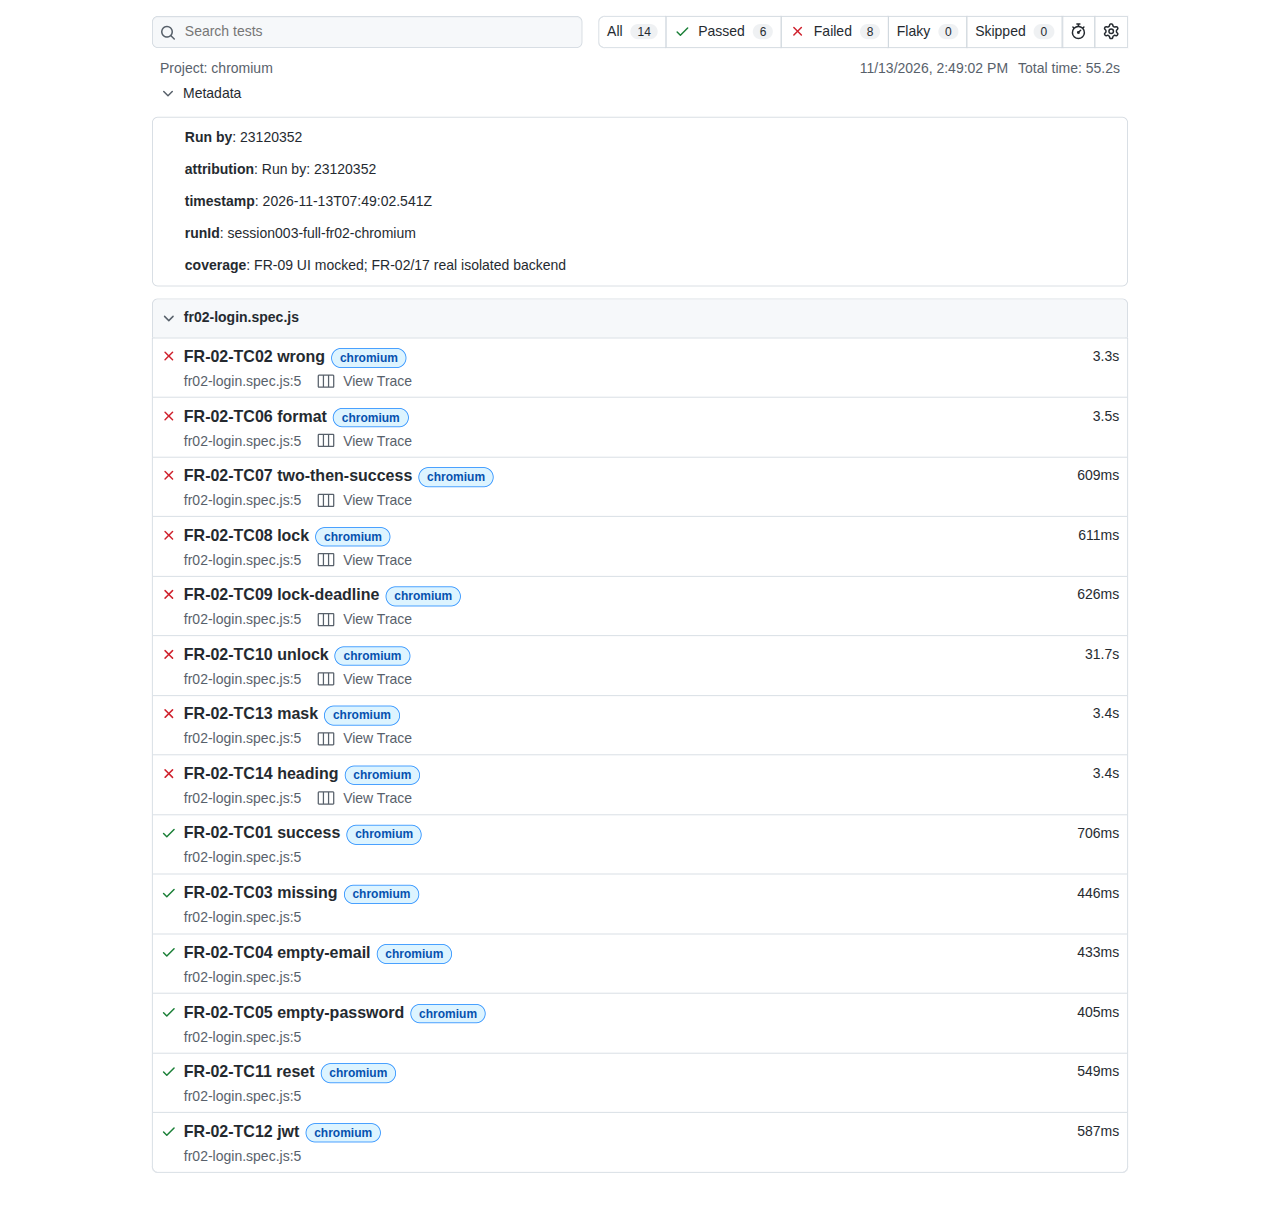 Search tests
All 14 Passed 6 Failed 8 Flaky 0 Skipped 0
Project: chromium 11/13/2026, 2:49:02 PM Total time: 55.2s
Metadata
Run by: 23120352
attribution: Run by: 23120352
timestamp: 2026-11-13T07:49:02.541Z
runId: session003-full-fr02-chromium
coverage: FR-09 UI mocked; FR-02/17 real isolated backend
fr02-login.spec.js
FR-02-TC02 wrong chromium 3.3s
fr02-login.spec.js:5 View Trace
FR-02-TC06 format chromium 3.5s
fr02-login.spec.js:5 View Trace
FR-02-TC07 two-then-success chromium 609ms
fr02-login.spec.js:5 View Trace
FR-02-TC08 lock chromium 611ms
fr02-login.spec.js:5 View Trace
FR-02-TC09 lock-deadline chromium 626ms
fr02-login.spec.js:5 View Trace
FR-02-TC10 unlock chromium 31.7s
fr02-login.spec.js:5 View Trace
FR-02-TC13 mask chromium 3.4s
fr02-login.spec.js:5 View Trace
FR-02-TC14 heading chromium 3.4s
fr02-login.spec.js:5 View Trace
FR-02-TC01 success chromium 706ms
fr02-login.spec.js:5
FR-02-TC03 missing chromium 446ms
fr02-login.spec.js:5
FR-02-TC04 empty-email chromium 433ms
fr02-login.spec.js:5
FR-02-TC05 empty-password chromium 405ms
fr02-login.spec.js:5
FR-02-TC11 reset chromium 549ms
fr02-login.spec.js:5
FR-02-TC12 jwt chromium 587ms
fr02-login.spec.js:5